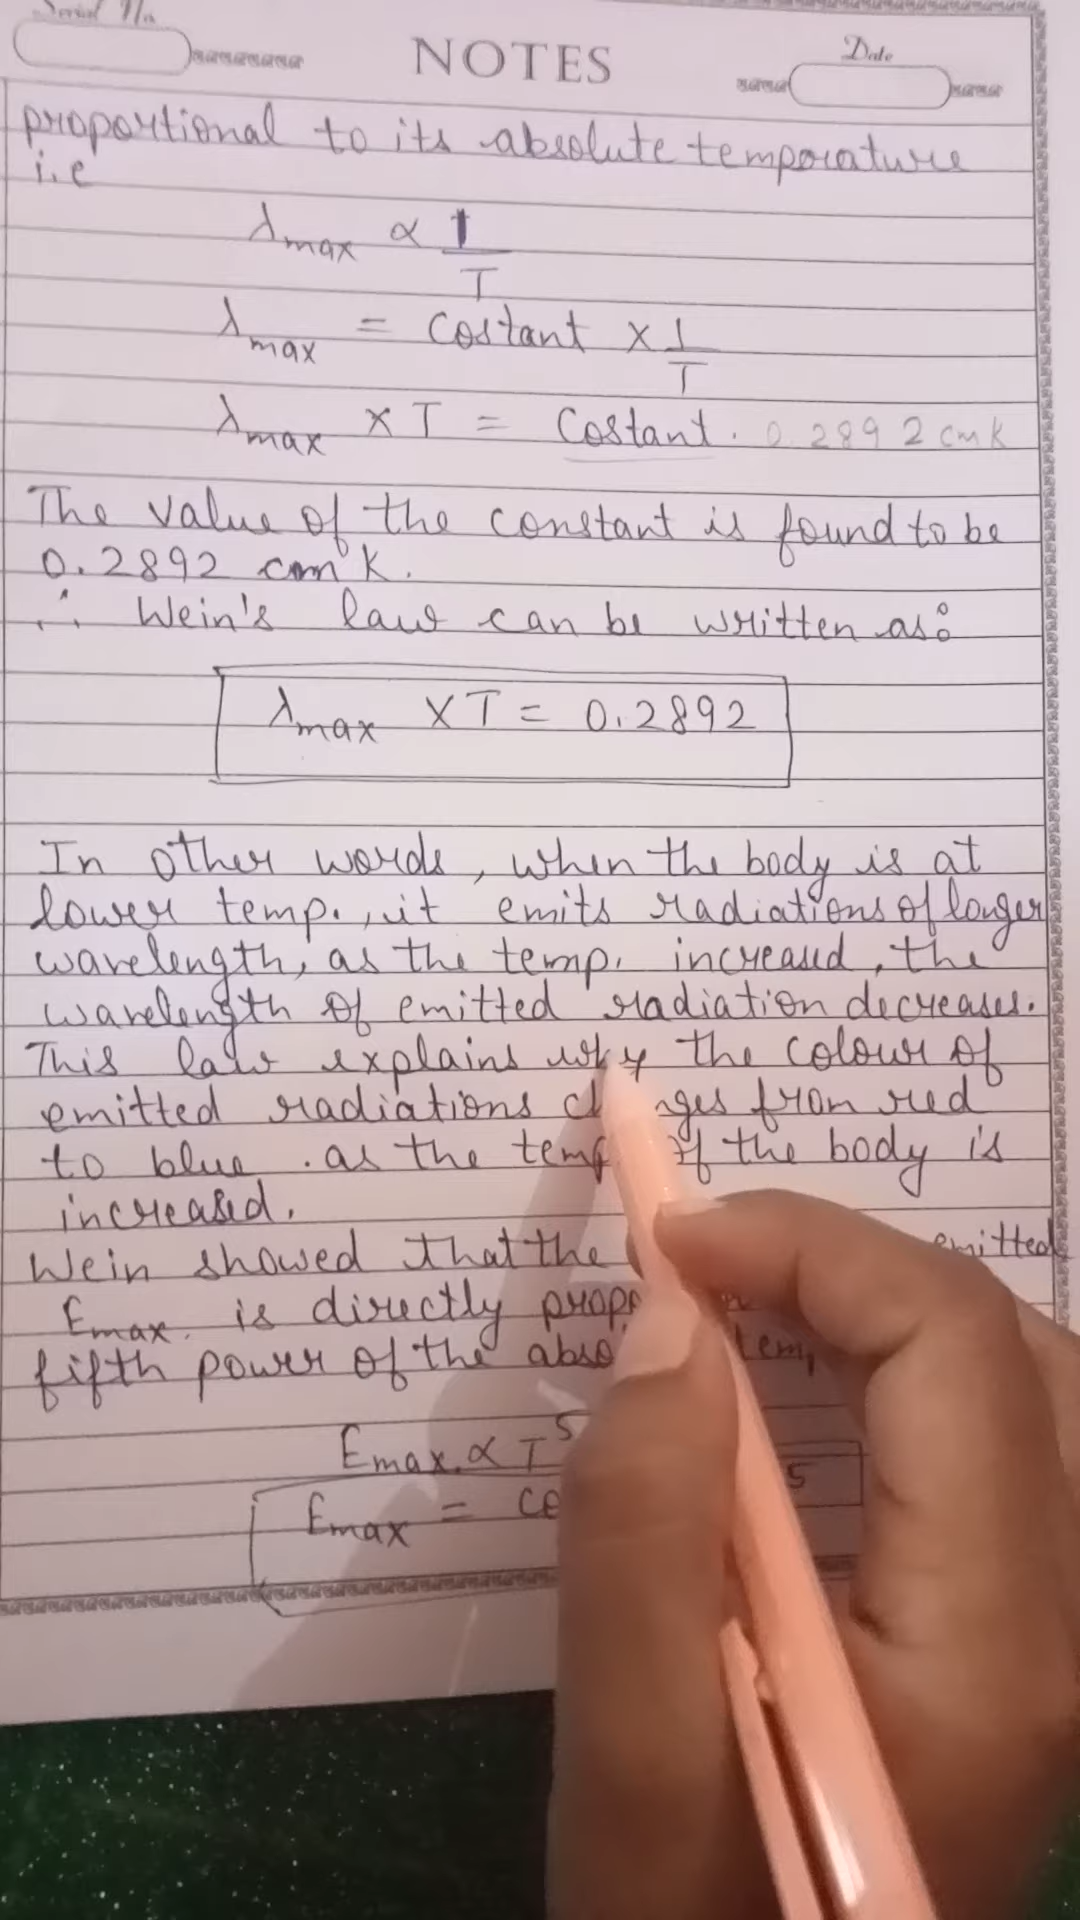 Serial No.
NOTES
Date
proportional to its absolute temperature
i.e
λmax ∝ 1/T
λmax = Costant × 1/T
λmax × T = Costant. 0.2892 cm K
The value of the constant is found to be
0.2892 cm K.
∴ Wein's law can be written as:
λmax × T = 0.2892
In other words, when the body is at
lower temp., it emits radiations of longer
wavelength, as the temp. increased, the
wavelength of emitted radiation decreases.
This law explains why the colour of
emitted radiations from red
to blue . as the of the body is
increased.
Wein showed that the emitted
Emax. is directly
fifth power of the
Emax. ∝ T⁵
Emax = 5